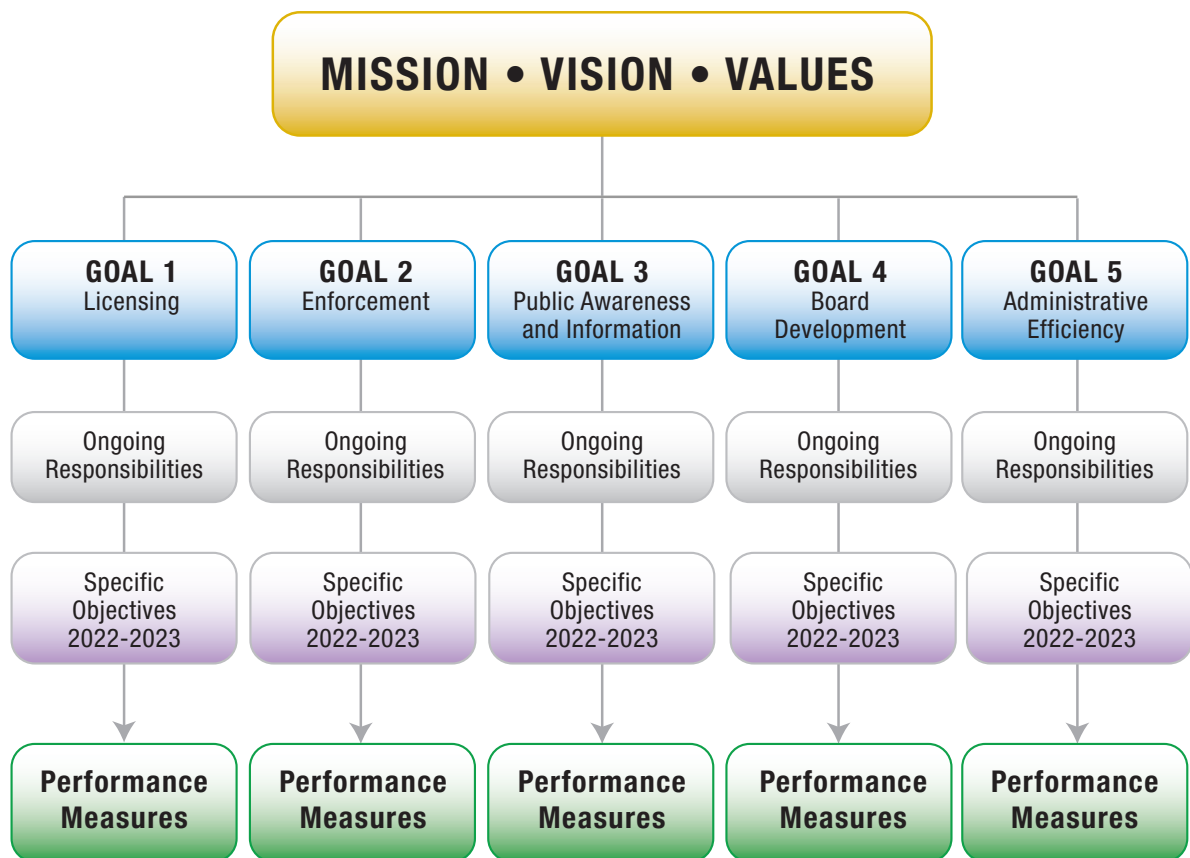 MISSION • VISION • VALUES
GOAL 1
Licensing
GOAL 2
Enforcement
GOAL 3
Public Awareness
and Information
GOAL 4
Board
Development
GOAL 5
Administrative
Efficiency
Ongoing
Responsibilities
Ongoing
Responsibilities
Ongoing
Responsibilities
Ongoing
Responsibilities
Ongoing
Responsibilities
Specific
Objectives
2022-2023
Specific
Objectives
2022-2023
Specific
Objectives
2022-2023
Specific
Objectives
2022-2023
Specific
Objectives
2022-2023
Performance
Measures
Performance
Measures
Performance
Measures
Performance
Measures
Performance
Measures